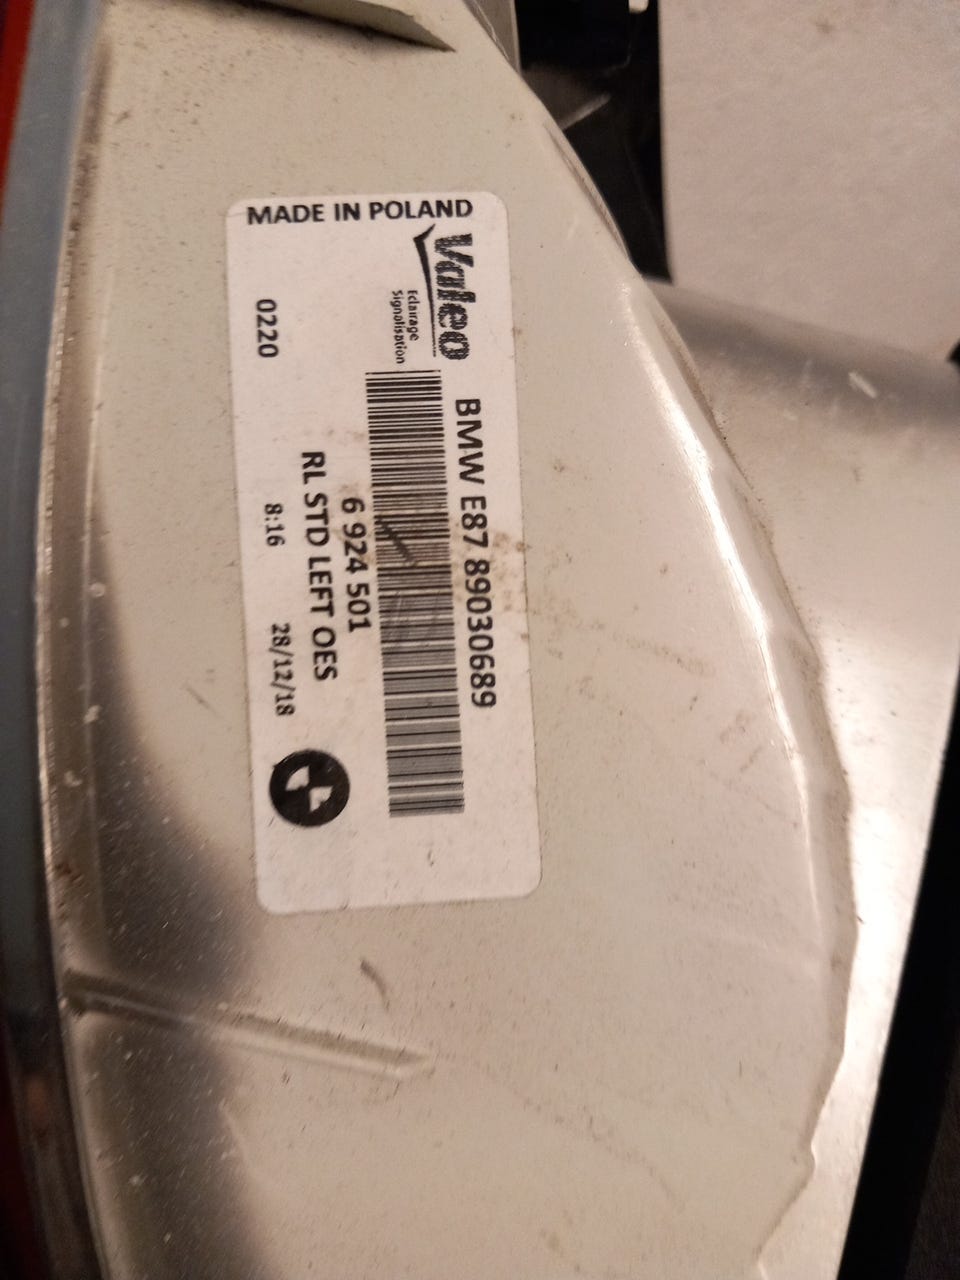 MADE IN POLAND
Valeo
Eclairage
Signalisation
BMW E87 89030689
6 924 501
RL STD LEFT OES
0220
8:16
28/12/18